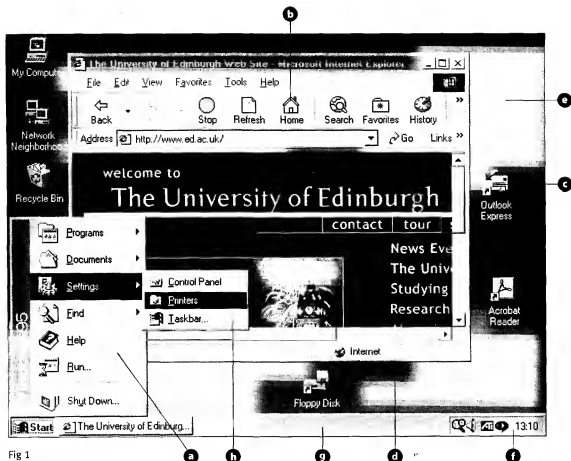 b
The University of Edinburgh Web Site - Microsoft Internet Explorer
My Compute
File Edit View Favorites Tools Help
e
Back Stop Refresh Home Search Favorites History »
Network
Neighborhood
Address http://www.ed.ac.uk/ Go Links »
c
welcome to
The University of Edinburgh
Recycle Bin
Outlook
Express
contact tour s
Programs
News Eve
Documents
The Unive
Settings
Control Panel
Studying
Printers
Research
Find
Taskbar...
Acrobat
Reader
Help
Internet
Run...
Shut Down...
Floppy Disk
Start The University of Edinburg...
13:10
Fig 1
a h g d f